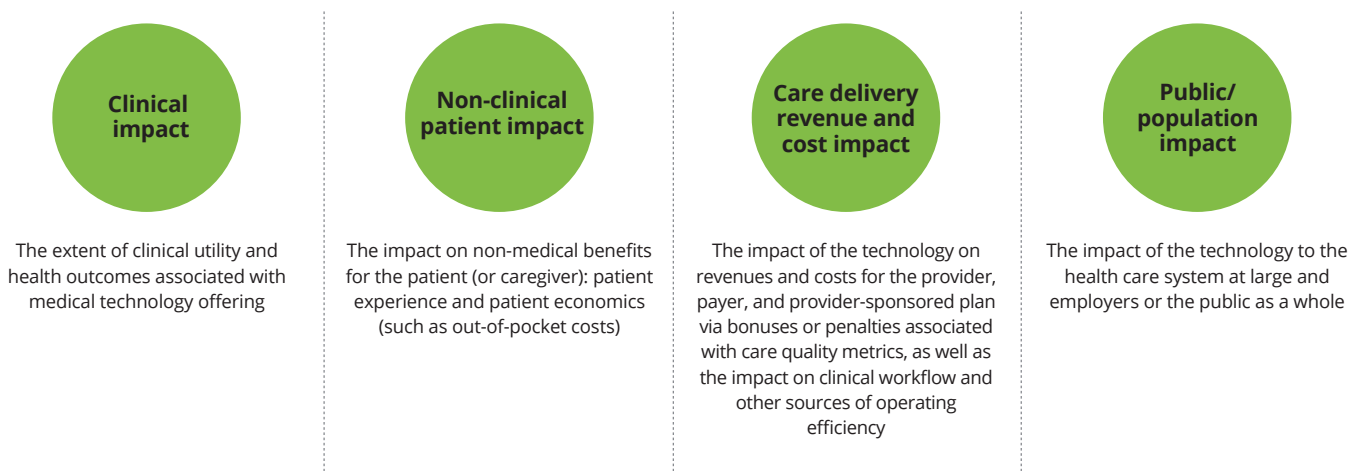 Clinical
impact
The extent of clinical utility and
health outcomes associated with
medical technology offering
Non-clinical
patient impact
The impact on non-medical benefits
for the patient (or caregiver): patient
experience and patient economics
(such as out-of-pocket costs)
Care delivery
revenue and
cost impact
The impact of the technology on
revenues and costs for the provider,
payer, and provider-sponsored plan
via bonuses or penalties associated
with care quality metrics, as well as
the impact on clinical workflow and
other sources of operating
efficiency
Public/
population
impact
The impact of the technology to the
health care system at large and
employers or the public as a whole